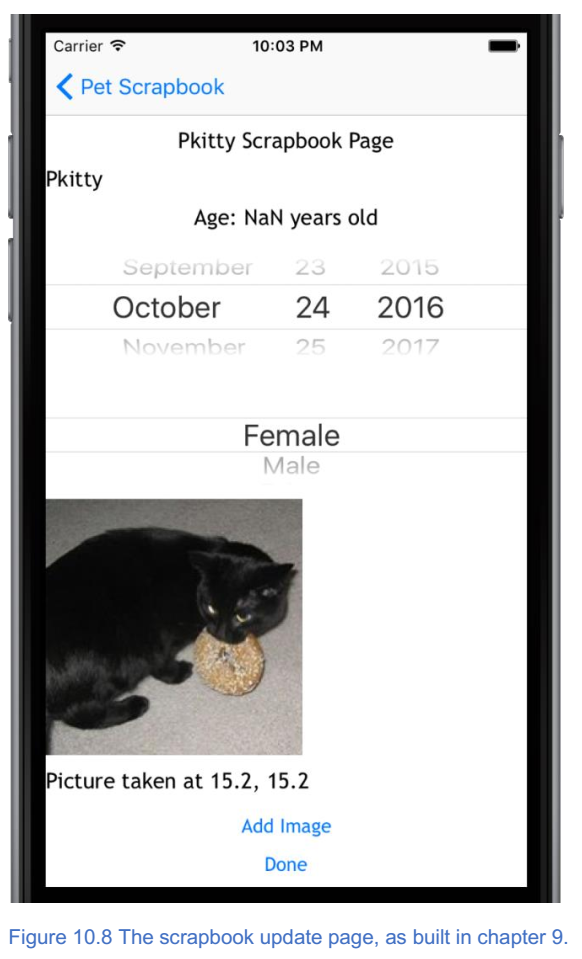 Carrier 10:03 PM
Pet Scrapbook
Pkitty Scrapbook Page
Pkitty
Age: NaN years old
September 23 2015
October 24 2016
November 25 2017
Female
Male
Picture taken at 15.2, 15.2
Add Image
Done
Figure 10.8 The scrapbook update page, as built in chapter 9.